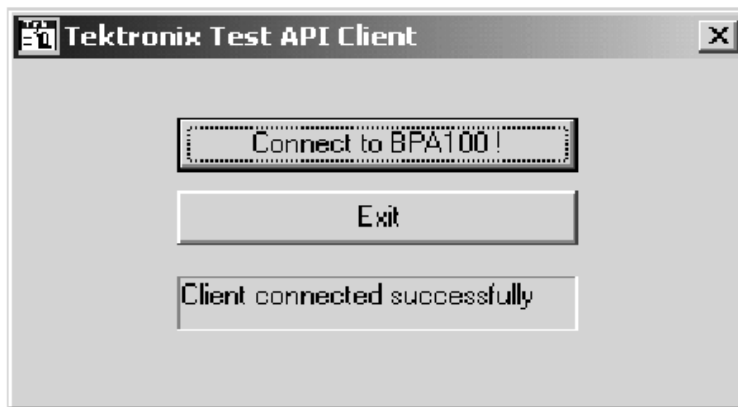 Tektronix Test API Client
Connect to BPA100 !
Exit
Client connected successfully